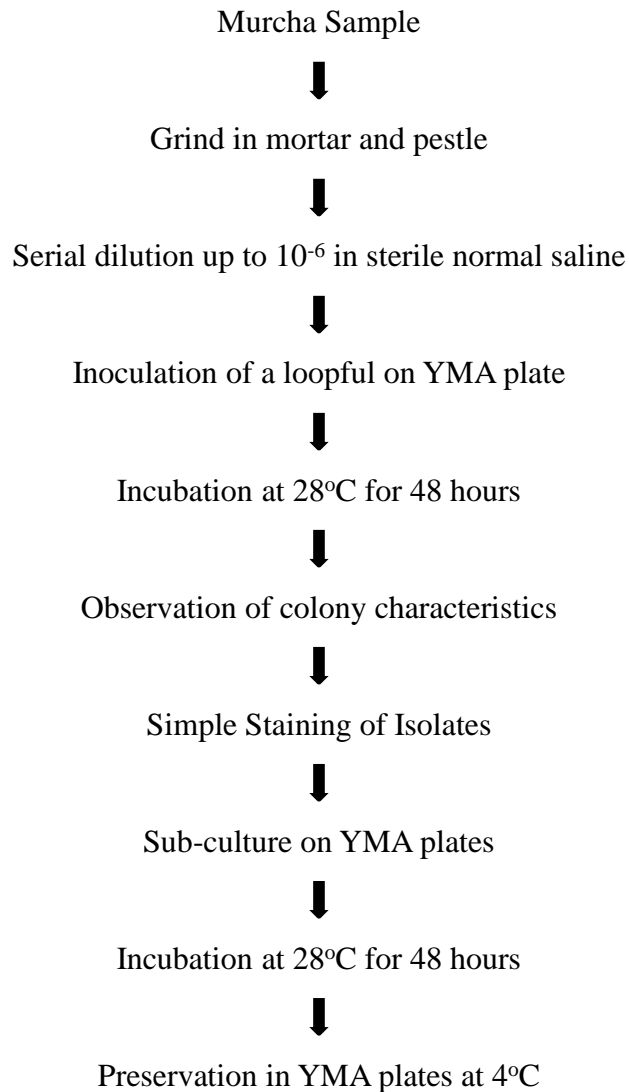 Murcha Sample
Grind in mortar and pestle
Serial dilution up to 10⁻⁶ in sterile normal saline
Inoculation of a loopful on YMA plate
Incubation at 28ᵒC for 48 hours
Observation of colony characteristics
Simple Staining of Isolates
Sub-culture on YMA plates
Incubation at 28ᵒC for 48 hours
Preservation in YMA plates at 4ᵒC